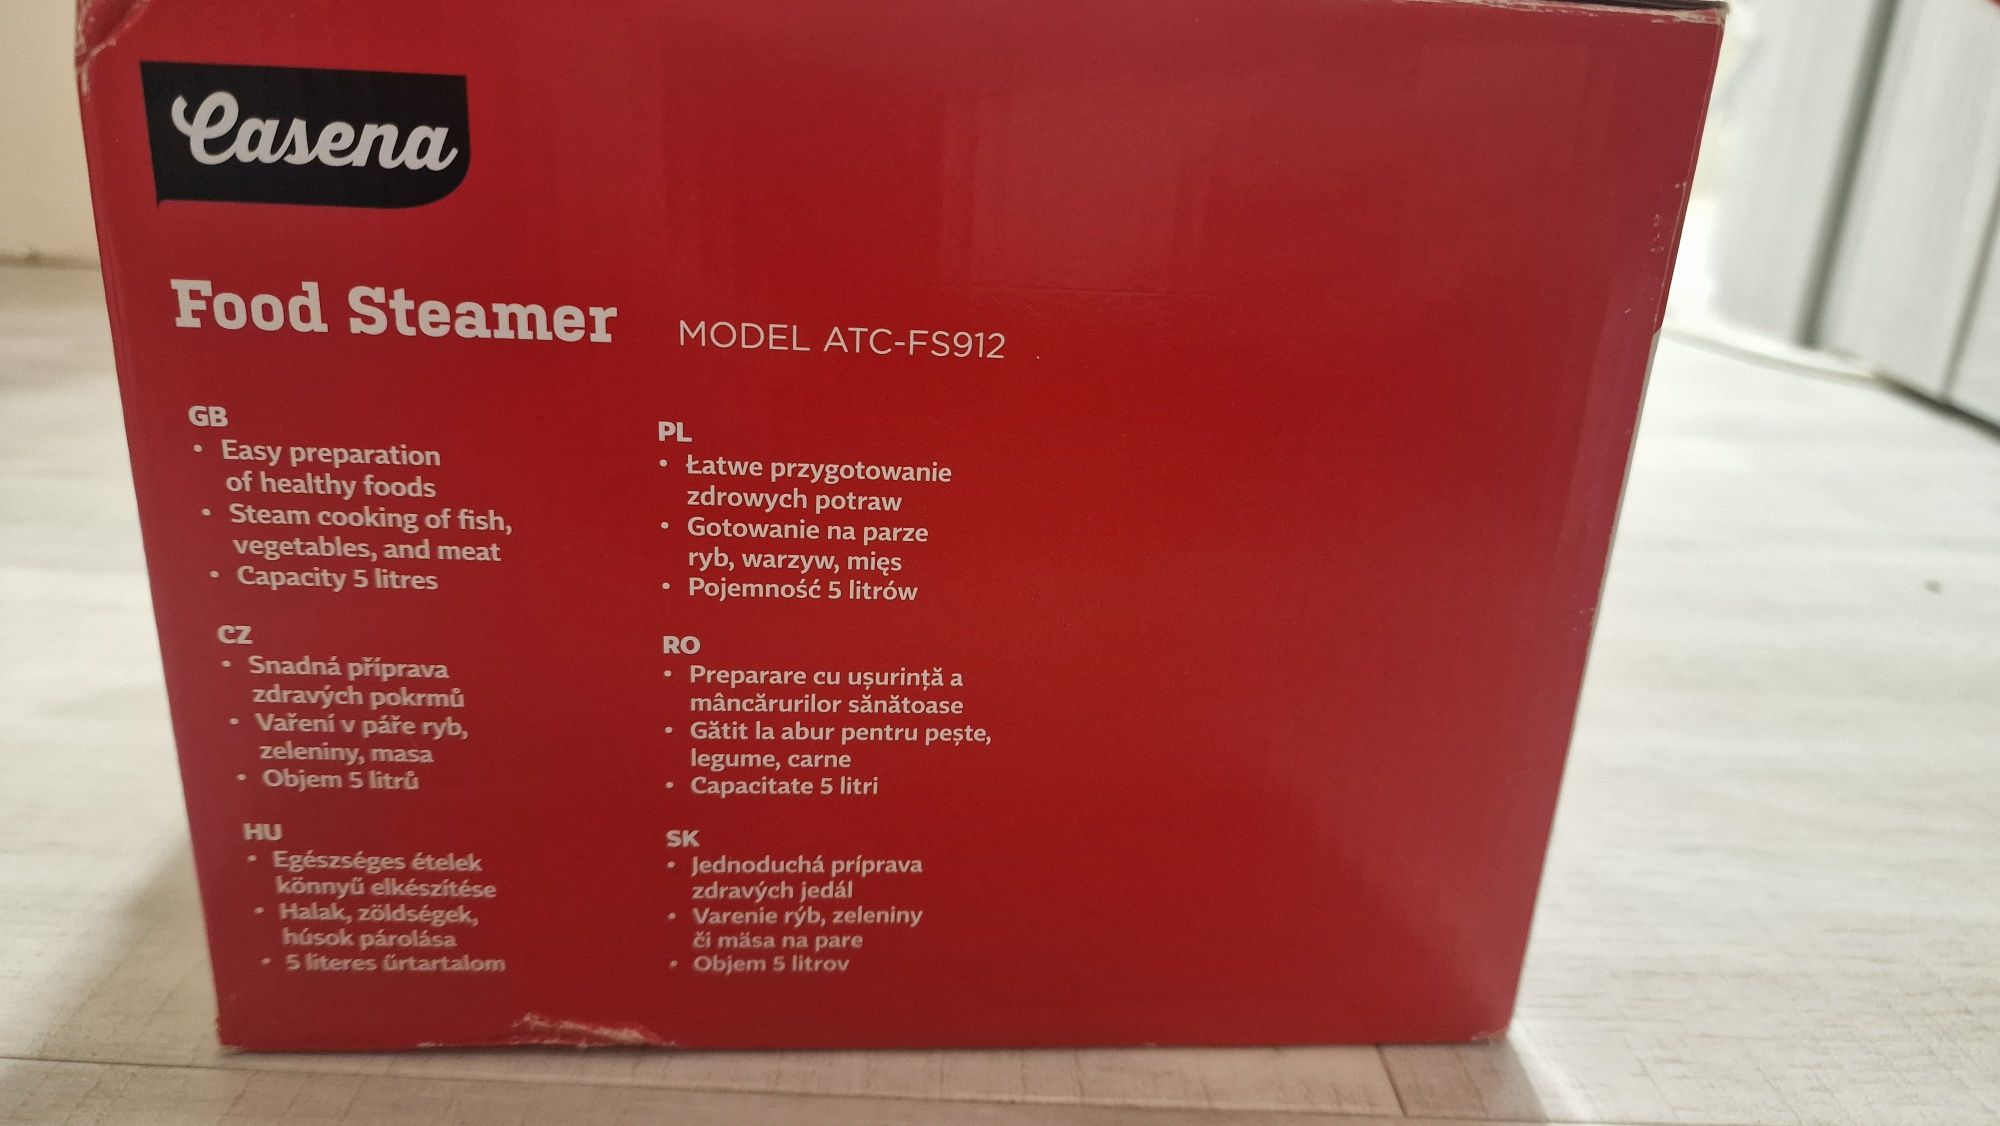 Casena
Food Steamer MODEL ATC-FS912
GB
• Easy preparation
of healthy foods
• Steam cooking of fish,
vegetables, and meat
• Capacity 5 litres
CZ
• Snadná příprava
zdravých pokrmů
• Vaření v páře ryb,
zeleniny, masa
• Objem 5 litrů
HU
• Egészséges ételek
könnyű elkészítése
• Halak, zöldségek,
húsok párolása
• 5 literes űrtartalom
PL
• Łatwe przygotowanie
zdrowych potraw
• Gotowanie na parze
ryb, warzyw, mięs
• Pojemność 5 litrów
RO
• Preparare cu ușurință a
mâncărurilor sănătoase
• Gătit la abur pentru pește,
legume, carne
• Capacitate 5 litri
SK
• Jednoduchá príprava
zdravých jedál
• Varenie rýb, zeleniny
či mäsa na pare
• Objem 5 litrov